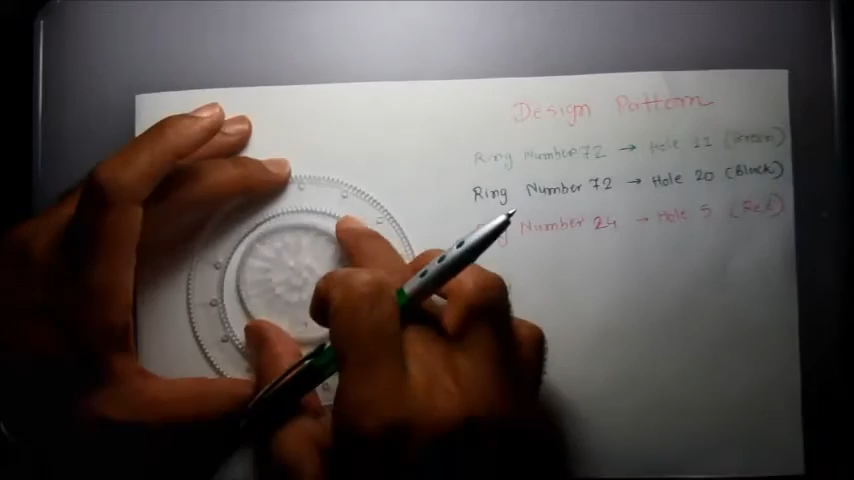 Design Pattern
Ring Number 72 → Hole 11 (Green)
Ring Number 72 → Hole 20 (Black)
Number 24 → Hole 5 (Red)